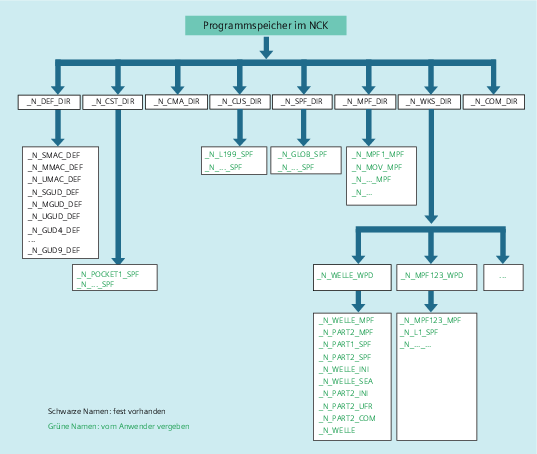 Programmspeicher im NCK
_N_DEF_DIR
_N_CST_DIR
_N_CMA_DIR
_N_CUS_DIR
_N_SPF_DIR
_N_MPF_DIR
_N_WKS_DIR
_N_COM_DIR
_N_SMAC_DEF
_N_MMAC_DEF
_N_UMAC_DEF
_N_SGUD_DEF
_N_MGUD_DEF
_N_UGUD_DEF
_N_GUD4_DEF
...
_N_GUD9_DEF
_N_L199_SPF
_N_..._SPF
_N_GLOB_SPF
_N_..._SPF
_N_MPF1_MPF
_N_MOV_MPF
_N_..._MPF
_N_...
_N_POCKET1_SPF
_N_..._SPF
_N_WELLE_WPD
_N_MPF123_WPD
...
_N_WELLE_MPF
_N_PART2_MPF
_N_PART1_SPF
_N_PART2_SPF
_N_WELLE_INI
_N_WELLE_SEA
_N_PART2_INI
_N_PART2_UFR
_N_PART2_COM
_N_WELLE
_N_MPF123_MPF
_N_L1_SPF
_N_..._...
Schwarze Namen: fest vorhanden
Grüne Namen: vom Anwender vergeben